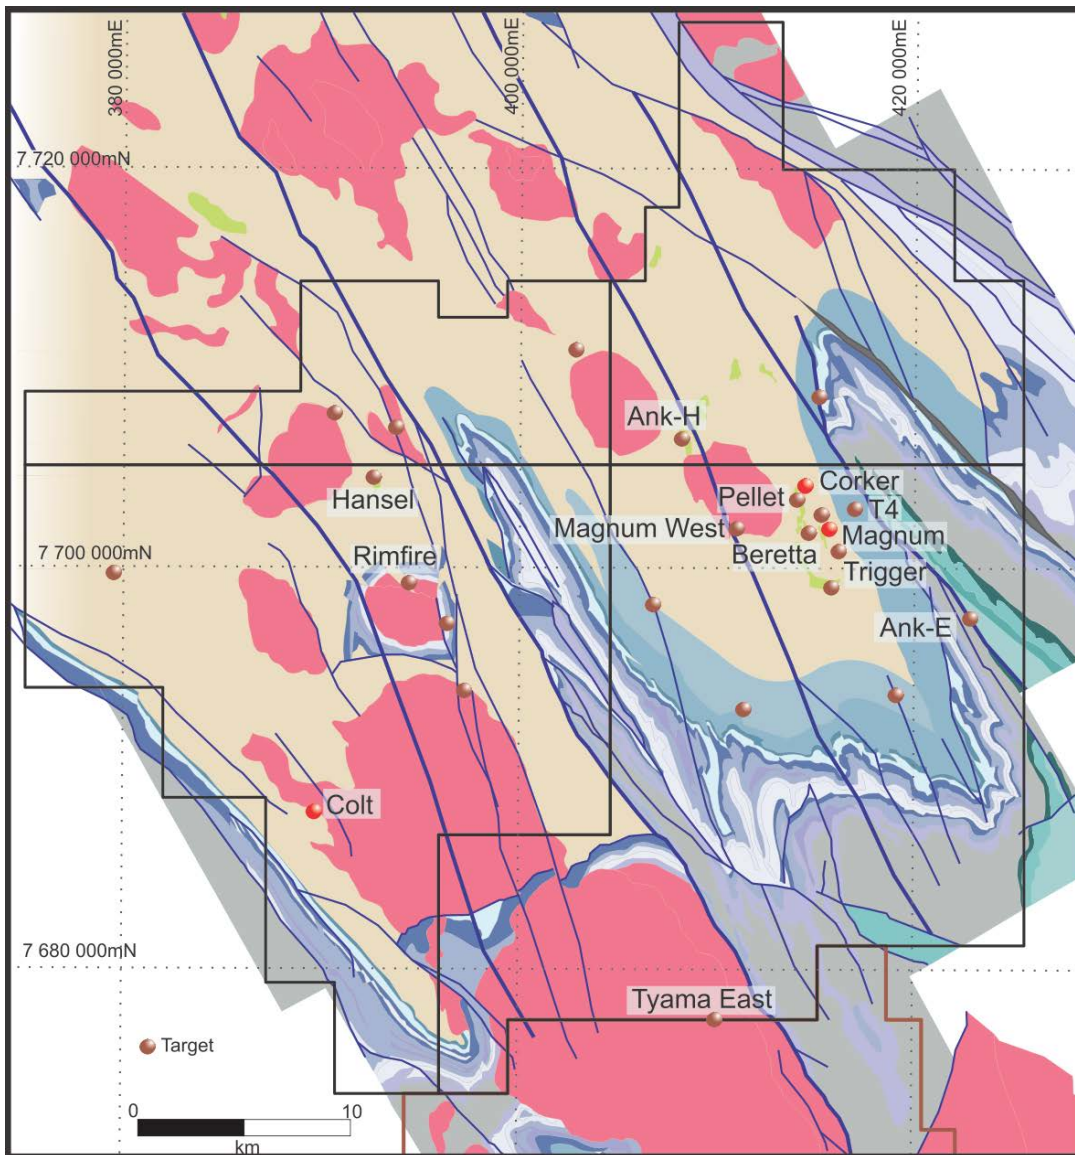 380 000mE
400 000mE
420 000mE
7 720 000mN
Ank-H
Corker
Pellet
Hansel
T4
Magnum West
Magnum
Beretta
7 700 000mN
Rimfire
Trigger
Ank-E
Colt
7 680 000mN
Tyama East
Target
0
10
km